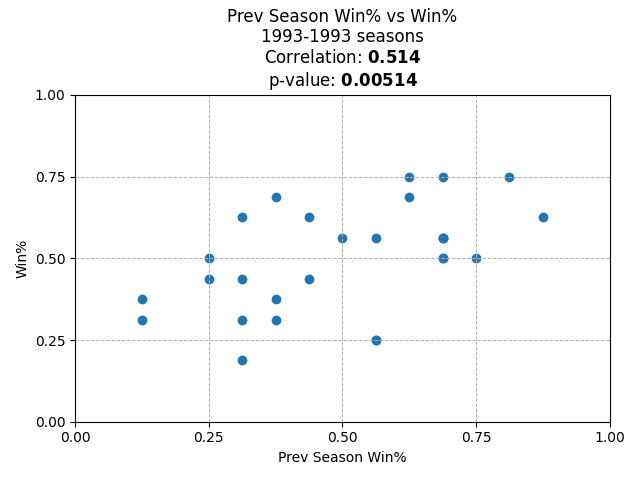 Prev Season Win% vs Win%
1993-1993 seasons
Correlation: 0.514
p-value: 0.00514
1.00
0.75
0.50
0.25
0.00
Win%
0.00 0.25 0.50 0.75 1.00
Prev Season Win%